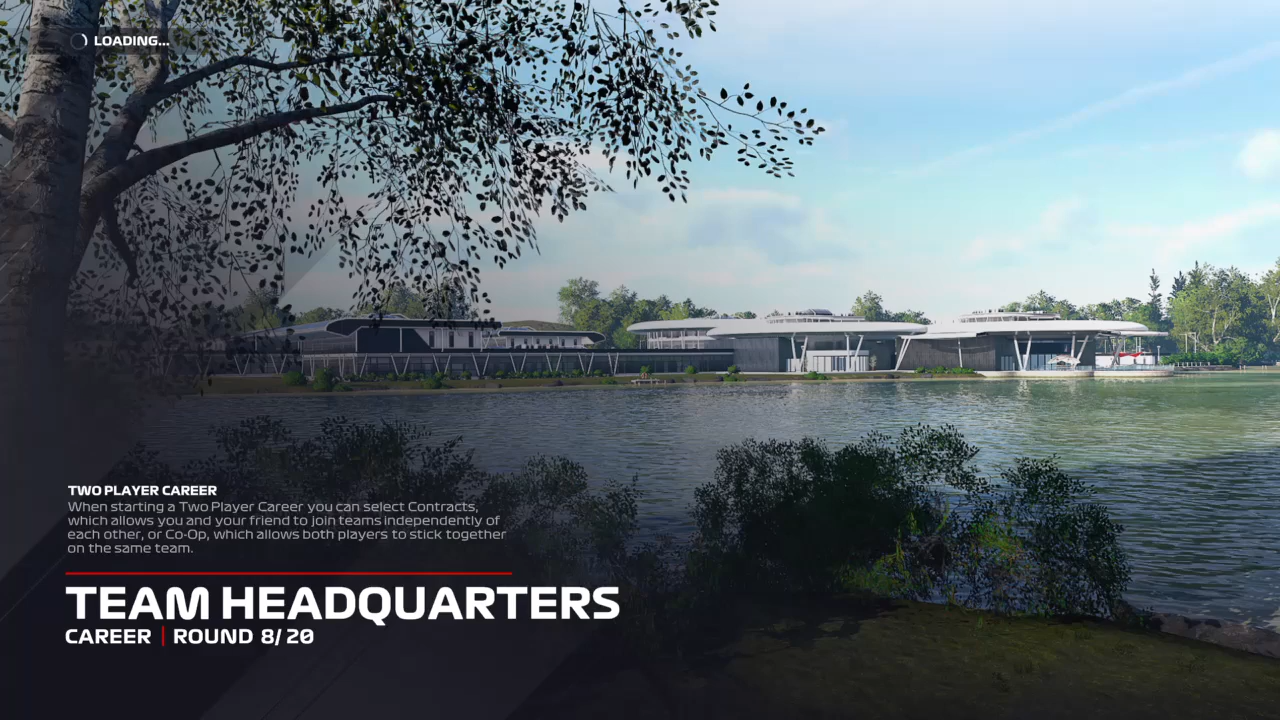 LOADING...
TWO PLAYER CAREER
When starting a Two Player Career you can select Contracts,
which allows you and your friend to join teams independently of
each other, or Co-Op, which allows both players to stick together
on the same team.
TEAM HEADQUARTERS
CAREER | ROUND 8/20